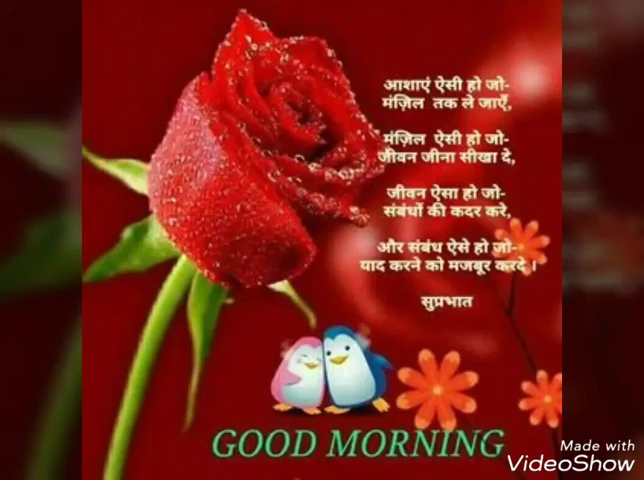 आशाएं ऐसी हो जो-
मंज़िल तक ले जाएँ,
मंज़िल ऐसी हो जो-
जीवन जीना सीखा दे,
जीवन ऐसा हो जो-
संबंधों की कदर करे,
और संबंध ऐसे हो जो-
याद करने को मजबूर करदे।
सुप्रभात
GOOD MORNING
Made with
VideoShow